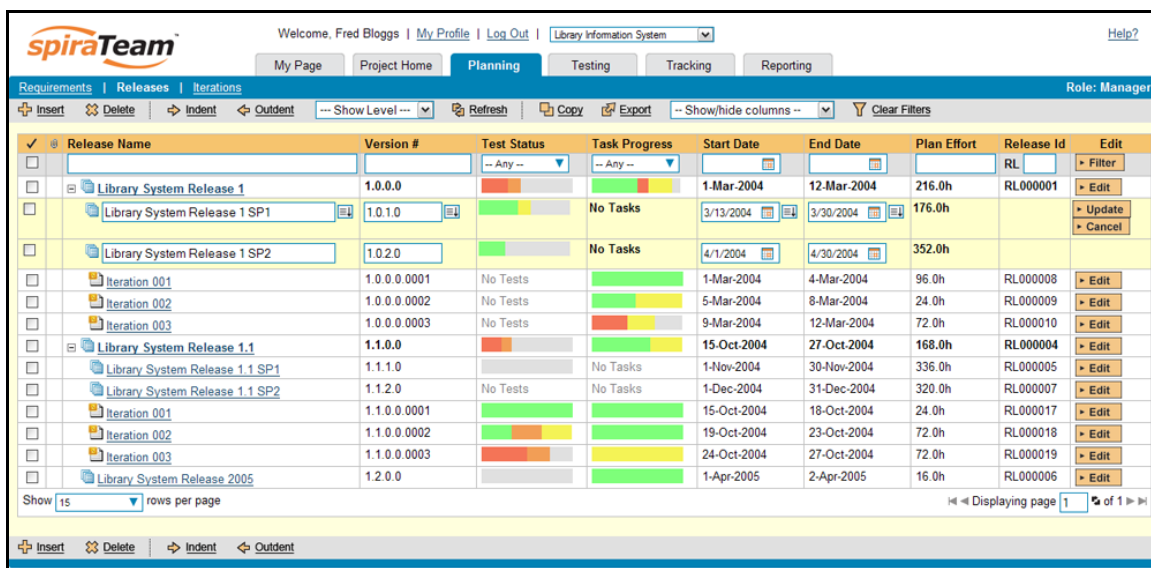 spiraTeam
Welcome, Fred Bloggs | My Profile | Log Out | Library Information System Help?
My Page Project Home Planning Testing Tracking Reporting
Requirements | Releases | Iterations Role: Manager
Insert Delete Indent Outdent --- Show Level --- Refresh Copy Export -- Show/hide columns -- Clear Filters
Release Name Version # Test Status Task Progress Start Date End Date Plan Effort Release Id Edit
-- Any -- -- Any -- RL Filter
Library System Release 1 1.0.0.0 1-Mar-2004 12-Mar-2004 216.0h RL000001 Edit
Library System Release 1 SP1 1.0.1.0 No Tasks 3/13/2004 3/30/2004 176.0h Update
Cancel
Library System Release 1 SP2 1.0.2.0 No Tasks 4/1/2004 4/30/2004 352.0h
Iteration 001 1.0.0.0.0001 No Tests 1-Mar-2004 4-Mar-2004 96.0h RL000008 Edit
Iteration 002 1.0.0.0.0002 No Tests 5-Mar-2004 8-Mar-2004 24.0h RL000009 Edit
Iteration 003 1.0.0.0.0003 No Tests 9-Mar-2004 12-Mar-2004 72.0h RL000010 Edit
Library System Release 1.1 1.1.0.0 15-Oct-2004 27-Oct-2004 168.0h RL000004 Edit
Library System Release 1.1 SP1 1.1.1.0 No Tasks 1-Nov-2004 30-Nov-2004 336.0h RL000005 Edit
Library System Release 1.1 SP2 1.1.2.0 No Tests No Tasks 1-Dec-2004 31-Dec-2004 320.0h RL000007 Edit
Iteration 001 1.1.0.0.0001 15-Oct-2004 18-Oct-2004 24.0h RL000017 Edit
Iteration 002 1.1.0.0.0002 19-Oct-2004 23-Oct-2004 72.0h RL000018 Edit
Iteration 003 1.1.0.0.0003 24-Oct-2004 27-Oct-2004 72.0h RL000019 Edit
Library System Release 2005 1.2.0.0 1-Apr-2005 2-Apr-2005 16.0h RL000006 Edit
Show 15 rows per page Displaying page 1 of 1
Insert Delete Indent Outdent